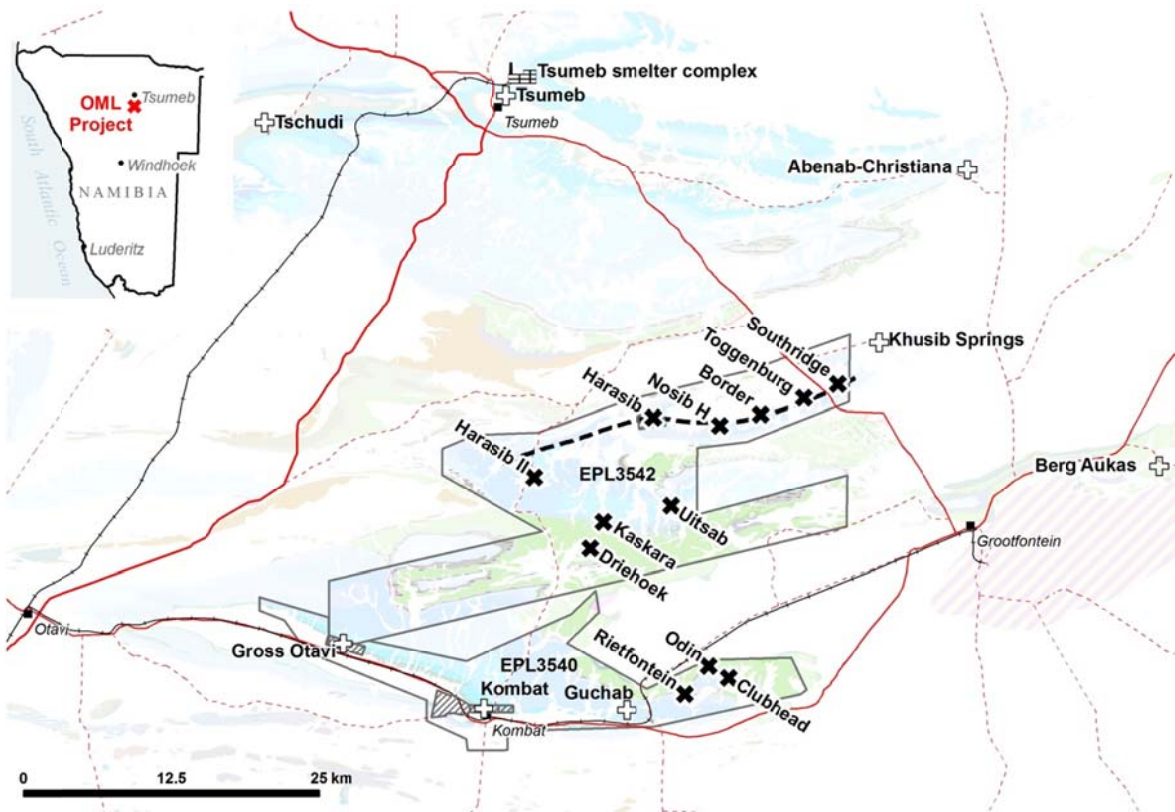 Tsumeb smelter complex
Tsumeb
Tsumeb
Tschudi
Abenab-Christiana
Tsumeb
OML
Project
Windhoek
NAMIBIA
Luderitz
South Atlantic Ocean
Khusib Springs
Southridge
Toggenburg
Border
Nosib H
Harasib
Harasib II
EPL3542
Berg Aukas
Uitsab
Kaskara
Driehoek
Grootfontein
Otavi
Gross Otavi
EPL3540
Kombat
Guchab
Rietfontein
Odin
Clubhead
Kombat
0 12.5 25 km